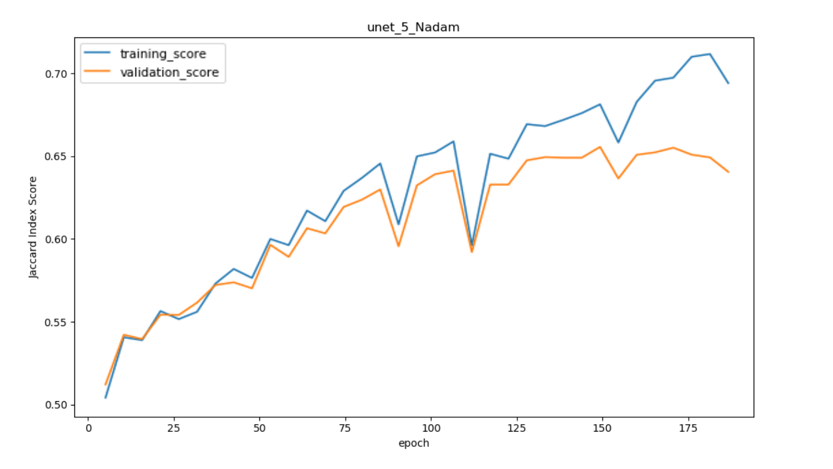 unet_5_Nadam
training_score
validation_score
0.70
0.65
0.60
0.55
0.50
Jaccard Index Score
0 25 50 75 100 125 150 175
epoch